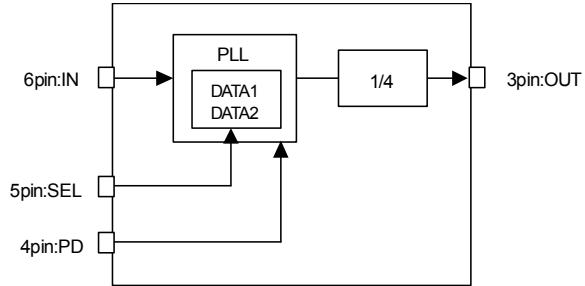 PLL
6pin:IN
DATA1
DATA2
1/4
3pin:OUT
5pin:SEL
4pin:PD